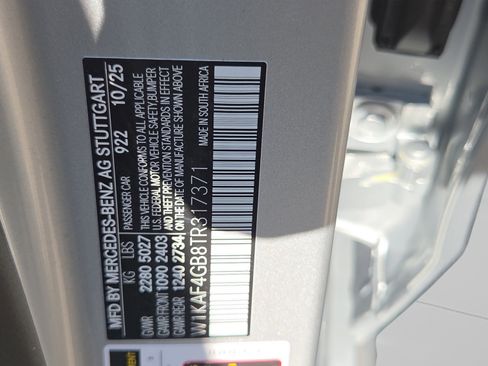 MFD BY MERCEDES-BENZ AG STUTTGART
PASSENGER CAR 922 10/25
KG LBS
GVWR 2280 5027
GAWR FRONT 1090 2403
GAWR REAR 1240 2734
THIS VEHICLE CONFORMS TO ALL APPLICABLE
U.S. FEDERAL MOTOR VEHICLE SAFETY, BUMPER
AND THEFT PREVENTION STANDARDS IN EFFECT
ON THE DATE OF MANUFACTURE SHOWN ABOVE
W1KAF4GB8TR317371
MADE IN SOUTH AFRICA